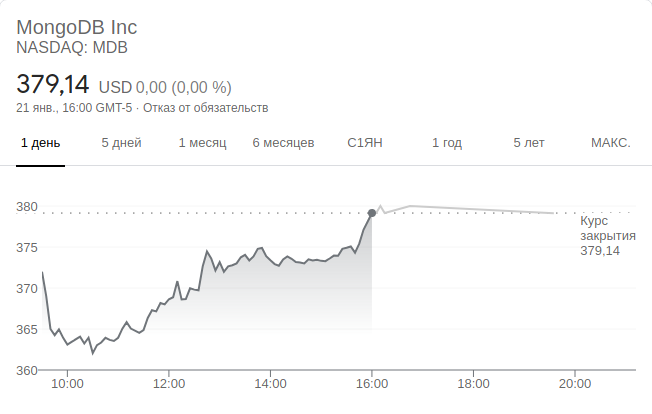 MongoDB Inc
NASDAQ: MDB
379,14 USD 0,00 (0,00 %)
21 янв., 16:00 GMT-5 · Отказ от обязательств
1 день 5 дней 1 месяц 6 месяцев С1ЯН 1 год 5 лет МАКС.
380
Курс
закрытия
379,14
375
370
365
360
10:00 12:00 14:00 16:00 18:00 20:00